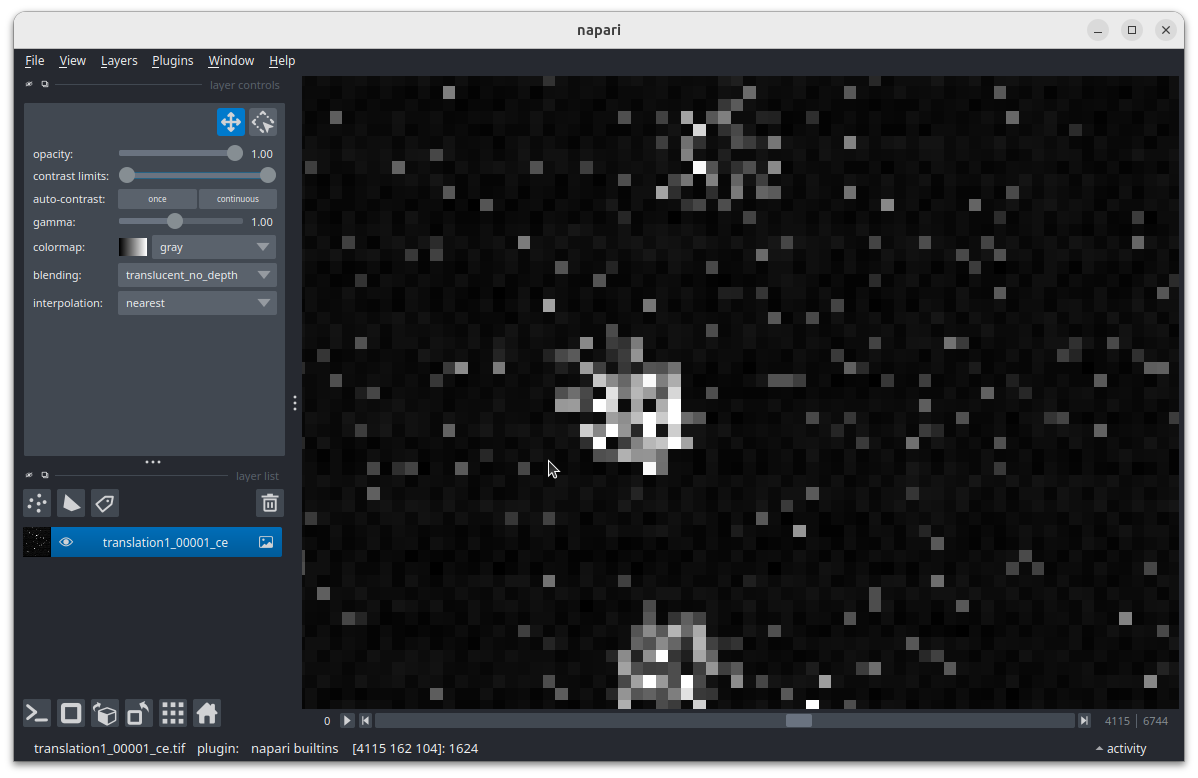 napari
File View Layers Plugins Window Help
layer controls
opacity: 1.00
contrast limits:
auto-contrast: once continuous
gamma: 1.00
colormap: gray
blending: translucent_no_depth
interpolation: nearest
layer list
translation1_00001_ce
0 4115 6744
translation1_00001_ce.tif plugin: napari builtins [4115 162 104]: 1624 activity